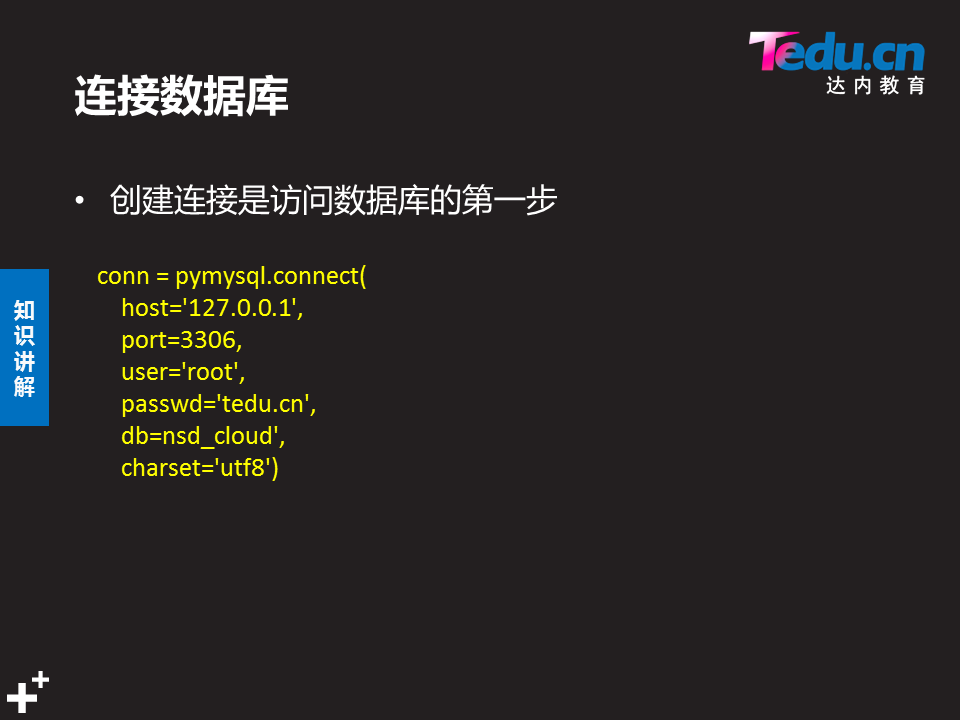 Tedu.cn
达内教育
连接数据库
• 创建连接是访问数据库的第一步
conn = pymysql.connect(
host='127.0.0.1',
port=3306,
user='root',
passwd='tedu.cn',
db=nsd_cloud',
charset='utf8')
知
识
讲
解